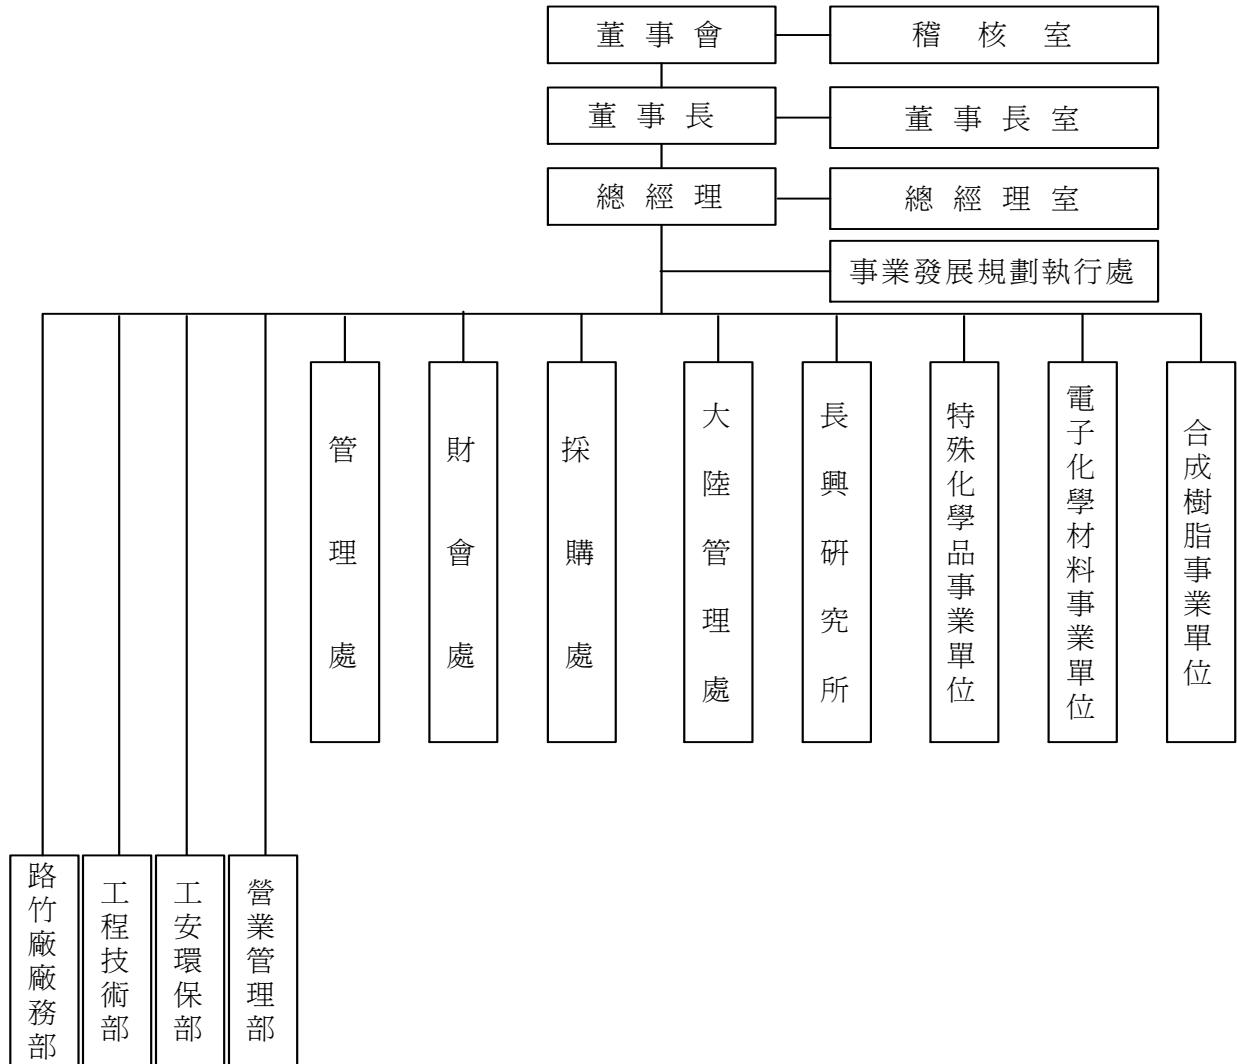 董事會
稽核室
董事長
董事長室
總經理
總經理室
事業發展規劃執行處
管理處
財會處
採購處
大陸管理處
長興研究所
特殊化學品事業單位
電子化學材料事業單位
合成樹脂事業單位
路竹廠廠務部
工程技術部
工安環保部
營業管理部